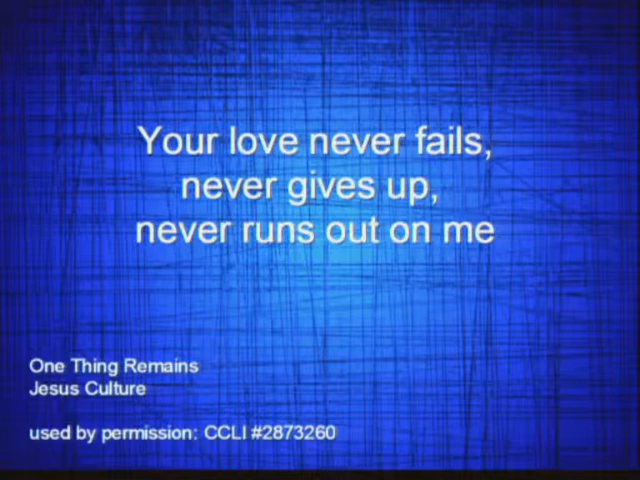 Your love never fails,
never gives up,
never runs out on me
One Thing Remains
Jesus Culture
used by permission: CCLI #2873260